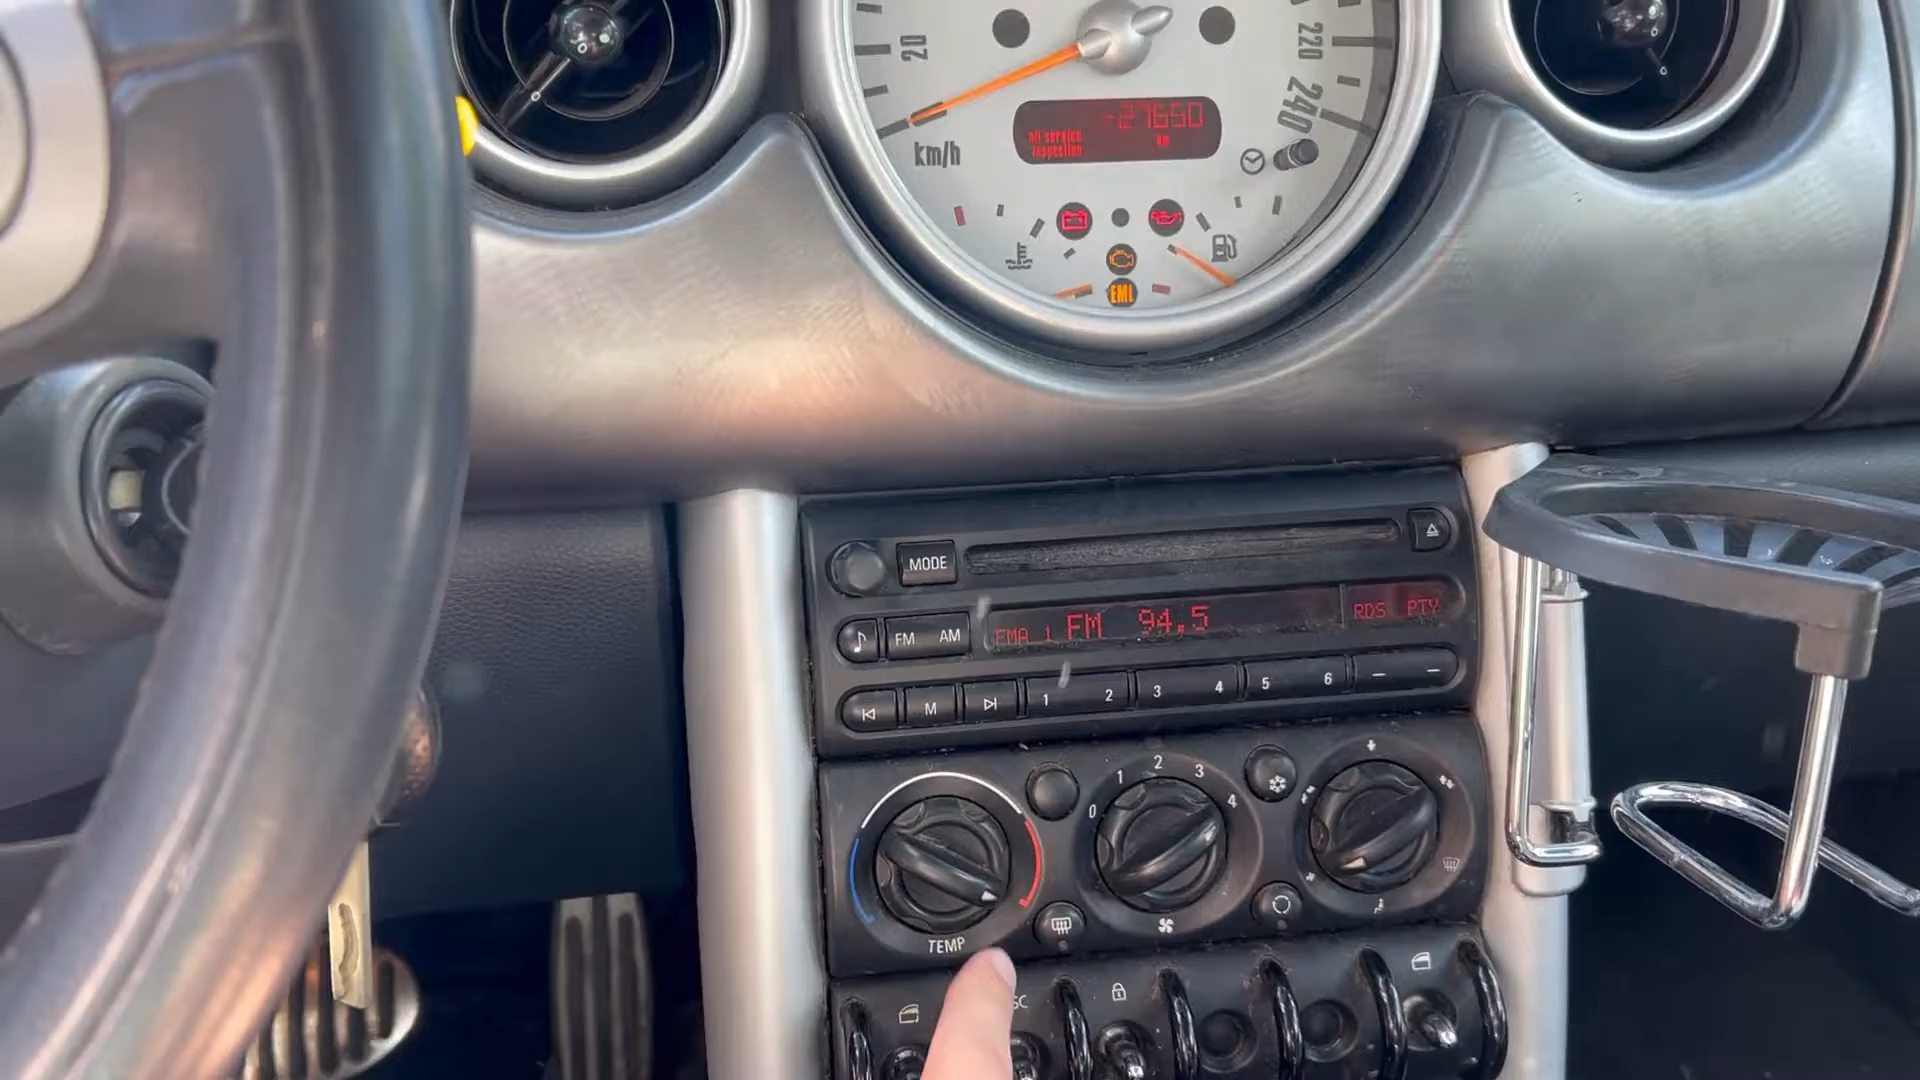 20
220
240
km/h
-27650
oil service
inspection
km
EML
MODE
FM AM
FMA 1 FM 94.5
RDS PTY
M 1 2 3 4 5 6
0 1 2 3 4
TEMP
SC